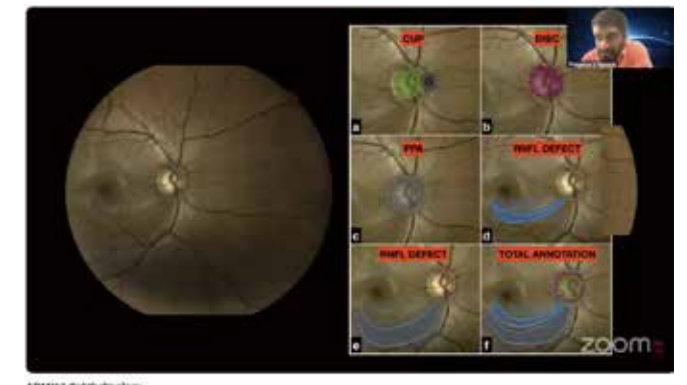 CUP
DISC
a
b
PPA
RNFL DEFECT
c
d
RNFL DEFECT
TOTAL ANNOTATION
e
f
zoom